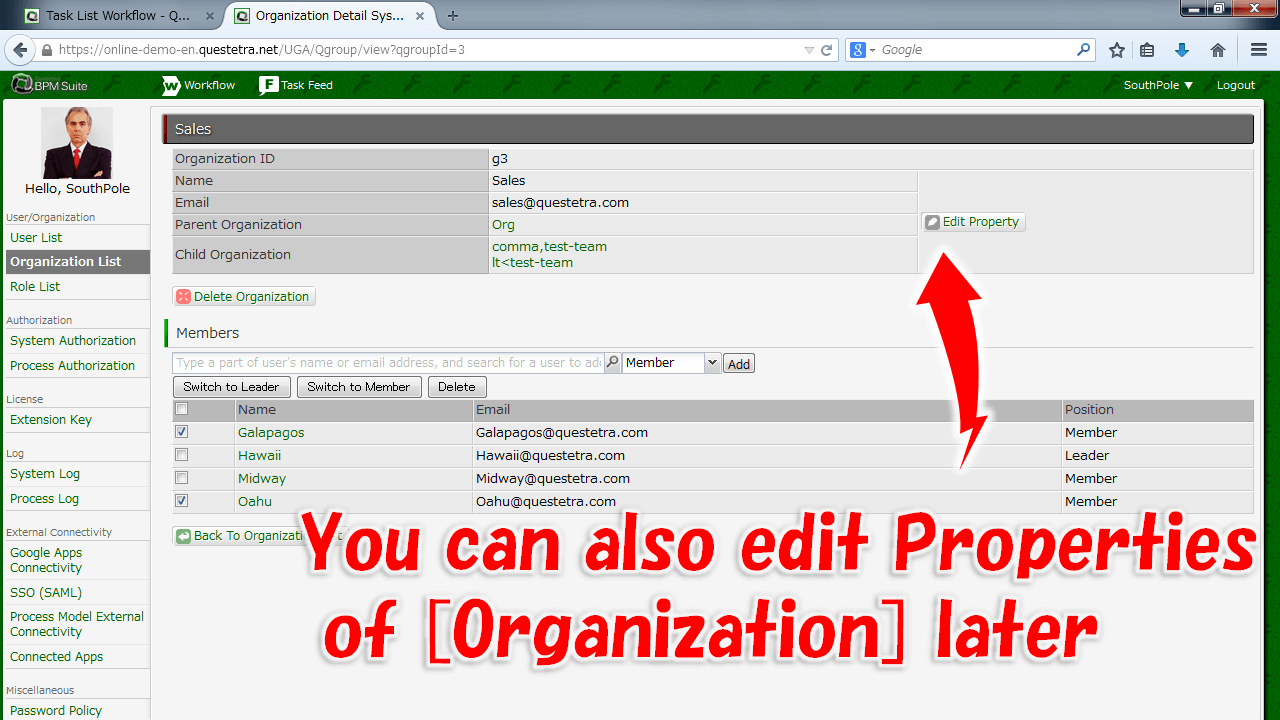 Task List Workflow - Q...
Organization Detail Sys...
https://online-demo-en.questetra.net/UGA/Qgroup/view?qgroupId=3
Google
BPM Suite
Workflow
Task Feed
SouthPole ▼
Logout
Hello, SouthPole
User/Organization
User List
Organization List
Role List
Authorization
System Authorization
Process Authorization
License
Extension Key
Log
System Log
Process Log
External Connectivity
Google Apps
Connectivity
SSO (SAML)
Process Model External
Connectivity
Connected Apps
Miscellaneous
Password Policy
Sales
Organization ID g3
Name Sales
Email sales@questetra.com
Parent Organization Org
Child Organization comma,test-team
lt<test-team
Edit Property
Delete Organization
Members
Type a part of user's name or email address, and search for a user to add
Member
Add
Switch to Leader Switch to Member Delete
Name Email Position
Galapagos Galapagos@questetra.com Member
Hawaii Hawaii@questetra.com Leader
Midway Midway@questetra.com Member
Oahu Oahu@questetra.com Member
Back To Organizatio
You can also edit Properties
of [Organization] later